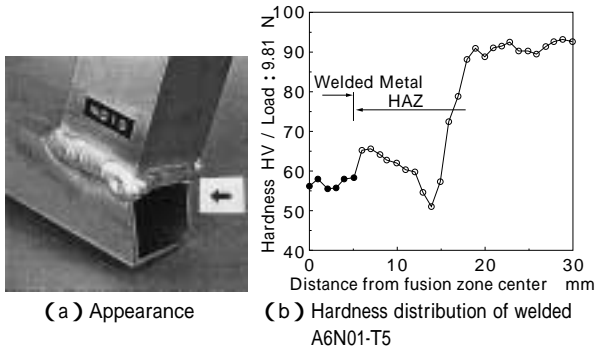 Hardness HV / Load : 9.81 N
100
90
80
70
60
50
40
Welded Metal
HAZ
0
10
20
30
Distance from fusion zone center mm
(a) Appearance
(b) Hardness distribution of welded
A6N01-T5